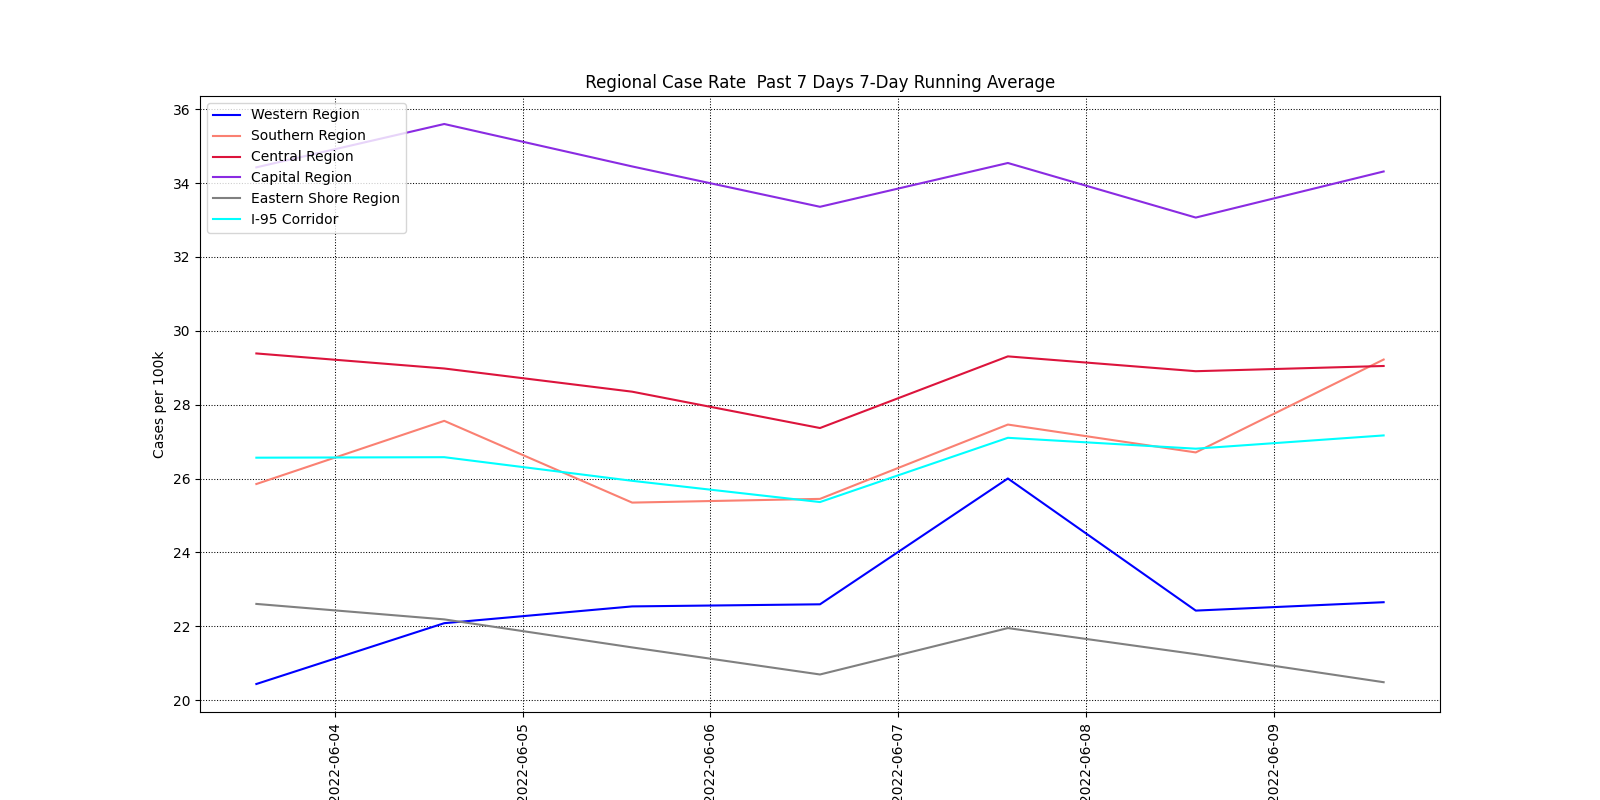 Regional Case Rate  Past 7 Days 7-Day Running Average
Western Region
Southern Region
Central Region
Capital Region
Eastern Shore Region
I-95 Corridor
Cases per 100k
36
34
32
30
28
26
24
22
20
2022-06-04
2022-06-05
2022-06-06
2022-06-07
2022-06-08
2022-06-09